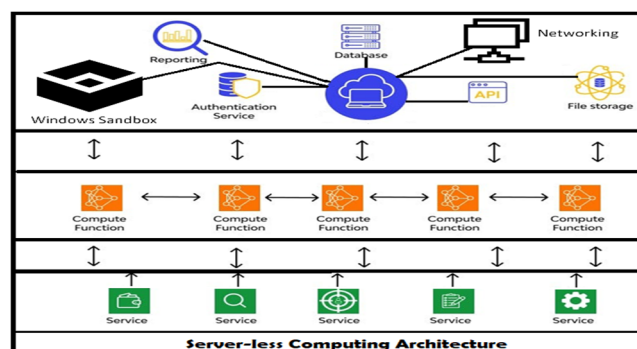 Reporting
Database
Networking
Windows Sandbox
Authentication
Service
API
File storage
Compute
Function
Compute
Function
Compute
Function
Compute
Function
Compute
Function
Service
Service
Service
Service
Service
Server-less Computing Architecture